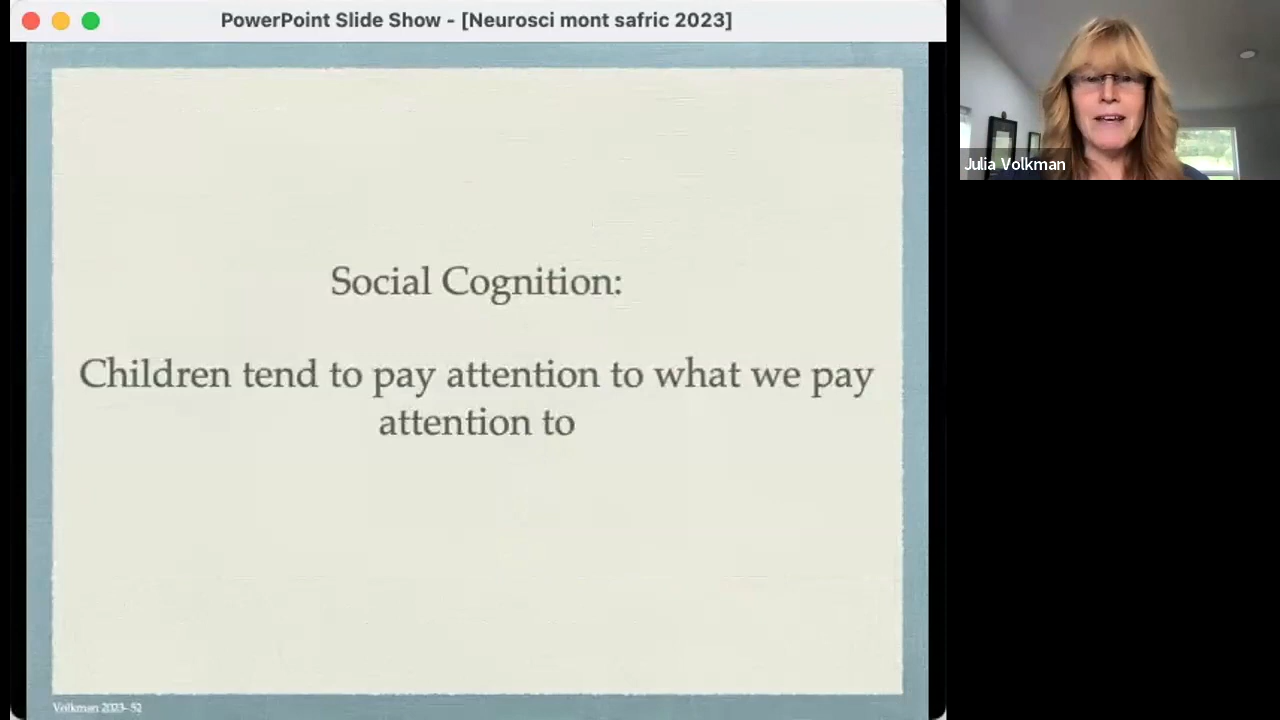 PowerPoint Slide Show - [Neurosci mont safric 2023]
Julia Volkman
Social Cognition:
Children tend to pay attention to what we pay
attention to
Volkman 2023- 52